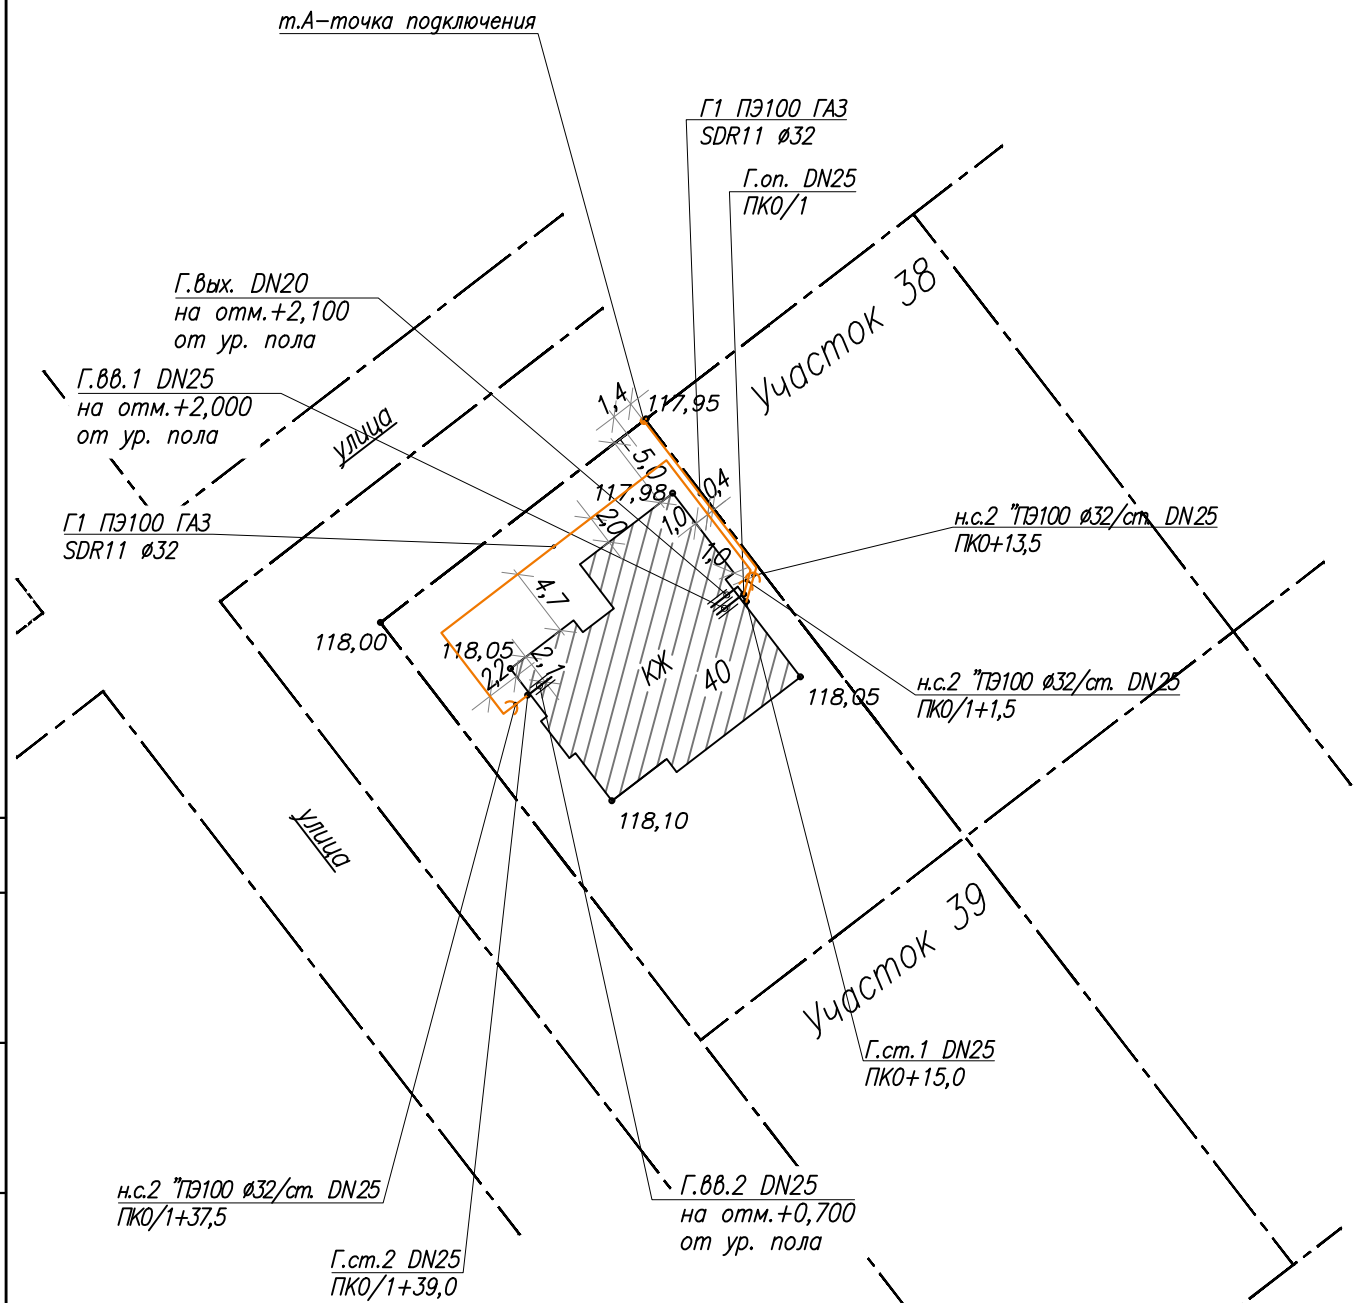 т.А-точка подключения
Г1 ПЭ100 ГАЗ
SDR11 ø32
Г.оп. DN25
ПК0/1
Г.вых. DN20
на отм.+2,100
от ур. пола
Г.вв.1 DN25
на отм.+2,000
от ур. пола
улица
Участок 38
1,4
117,95
5,0
117,98
0,4
1,0
2,0
1,0
Г1 ПЭ100 ГАЗ
SDR11 ø32
н.с.2 "ПЭ100 ø32/ст. DN25
ПК0+13,5
4,7
118,00
118,05
2,1
2,2
КЖ
40
118,05
н.с.2 "ПЭ100 ø32/ст. DN25
ПК0/1+1,5
118,10
улица
Участок 39
Г.ст.1 DN25
ПК0+15,0
н.с.2 "ПЭ100 ø32/ст. DN25
ПК0/1+37,5
Г.вв.2 DN25
на отм.+0,700
от ур. пола
Г.ст.2 DN25
ПК0/1+39,0